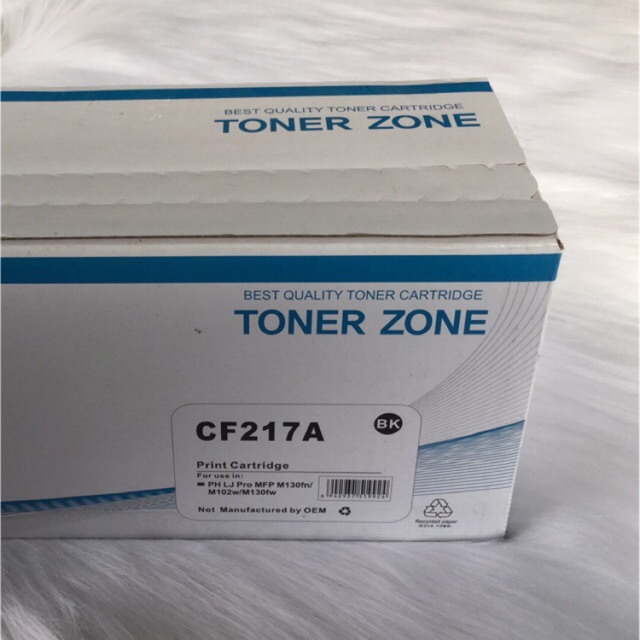 BEST QUALITY TONER CARTRIDGE
TONER ZONE
BEST QUALITY TONER CARTRIDGE
TONER ZONE
CF217A
BK
Print Cartridge
For use in:
PH LJ Pro MFP M130fn/
M102w/M130fw
Not Manufactured by OEM
Recycled paper